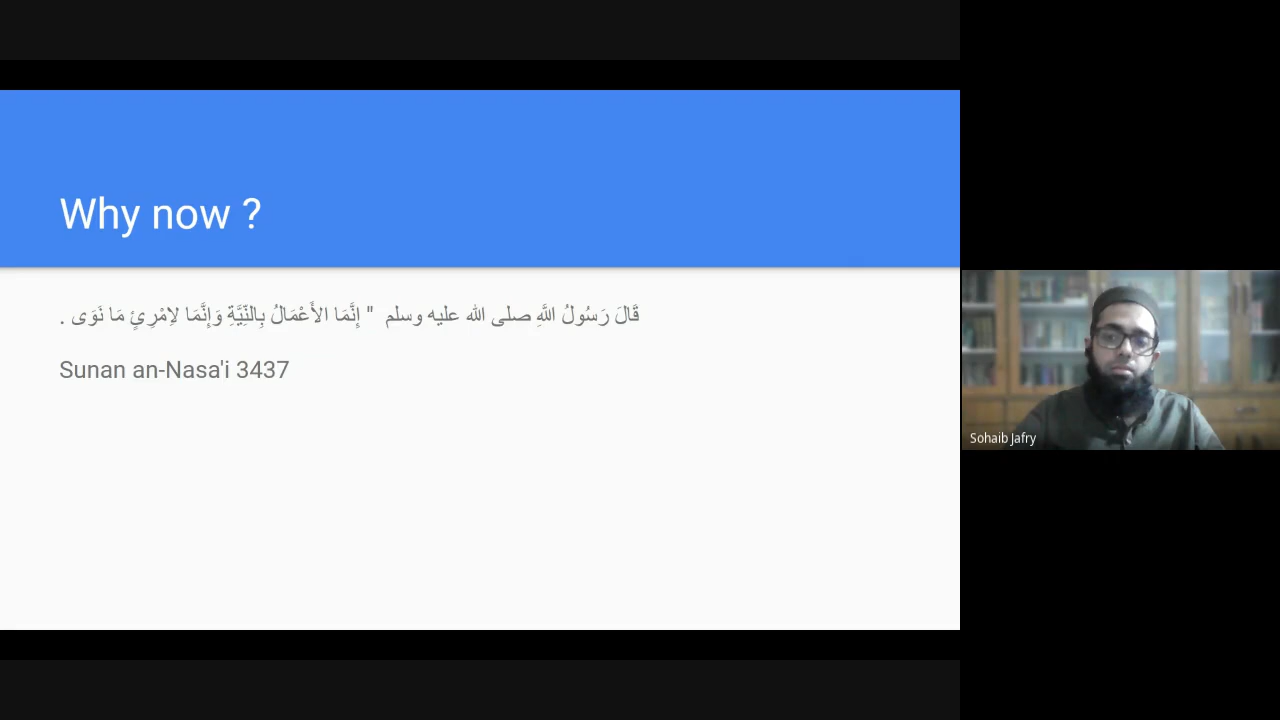 Why now ?
قَالَ رَسُولُ اللَّهِ صلى الله عليه وسلم " إِنَّمَا الأَعْمَالُ بِالنِّيَّةِ وَإِنَّمَا لاِمْرِئٍ مَا نَوَى .
Sunan an-Nasa'i 3437
Sohaib Jafry